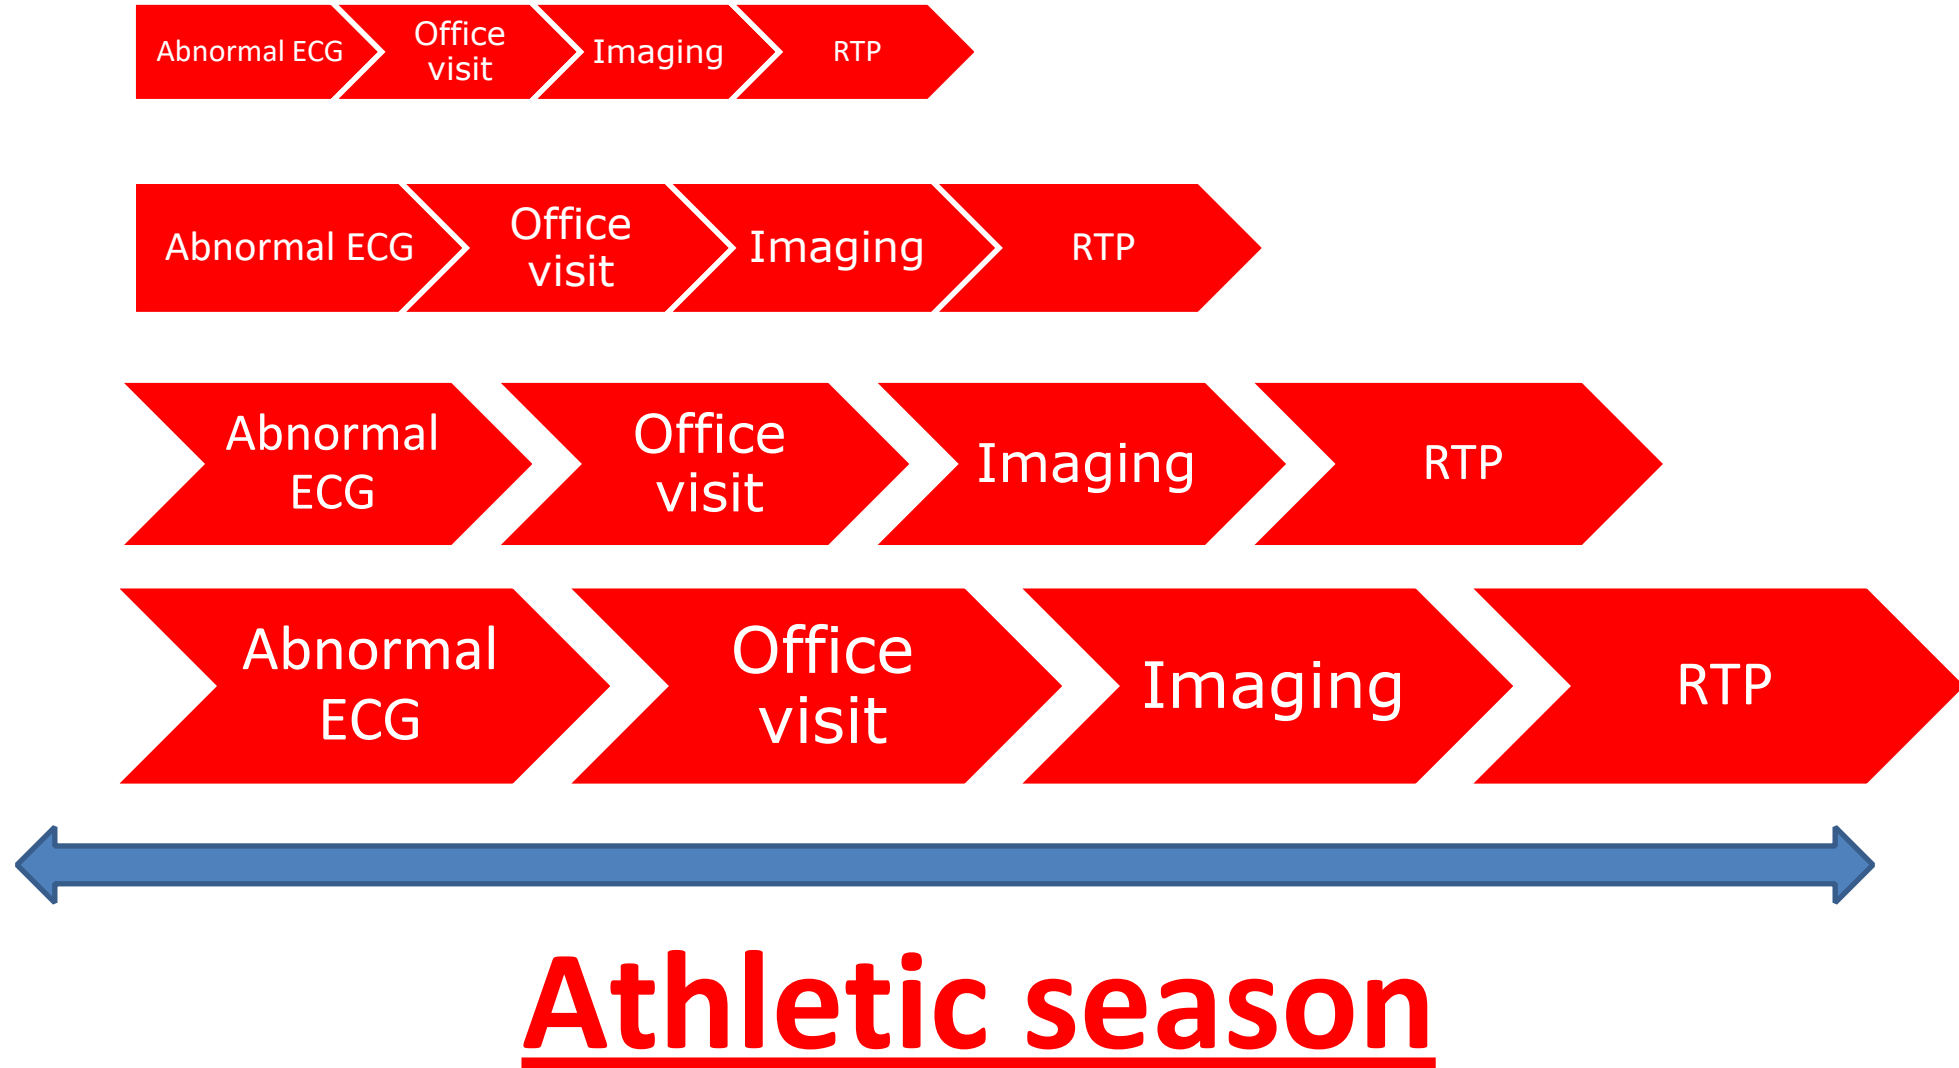 Abnormal ECG
Office
visit
Imaging
RTP
Abnormal ECG
Office
visit
Imaging
RTP
Abnormal
ECG
Office
visit
Imaging
RTP
Abnormal
ECG
Office
visit
Imaging
RTP
Athletic season